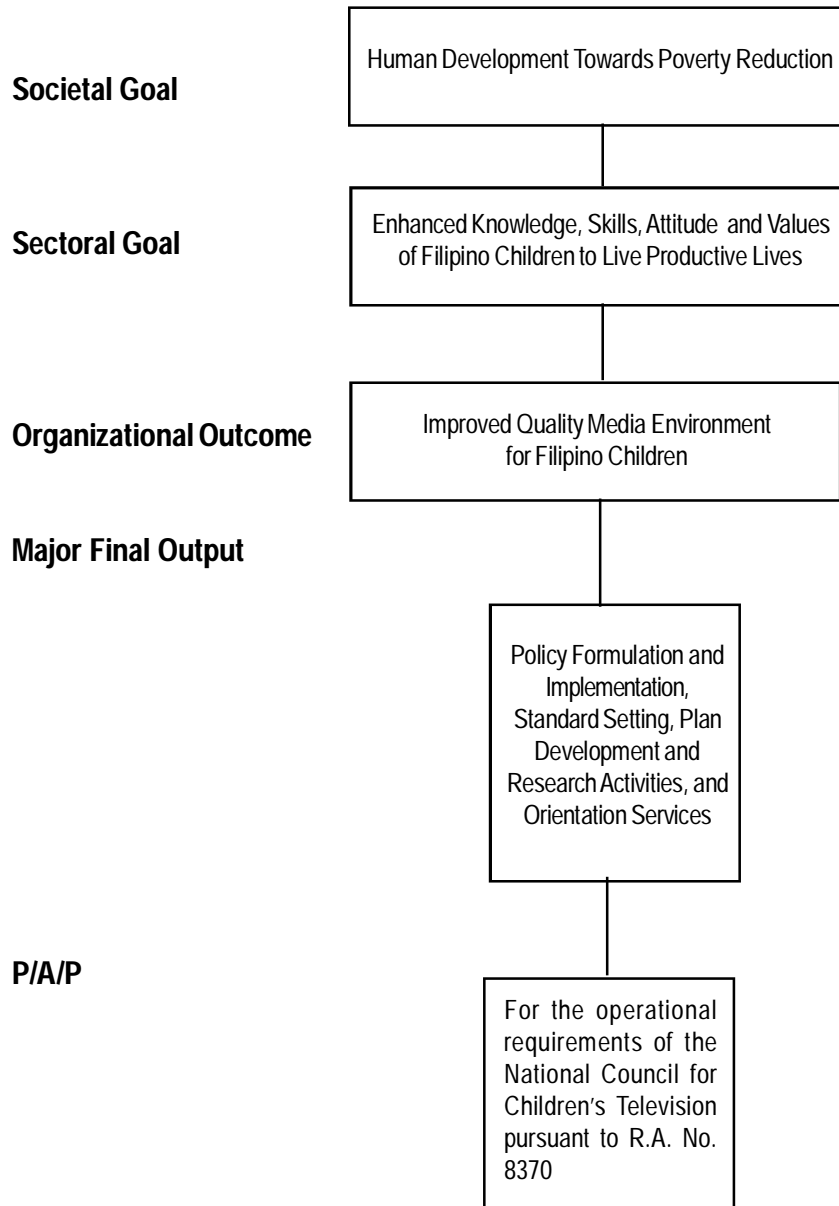 Human Development Towards Poverty Reduction
Societal Goal
Enhanced Knowledge, Skills, Attitude and Values
Sectoral Goal
of Filipino Children to Live Productive Lives
Organizational Outcome
Improved Quality Media Environment
for Filipino Children
Major Final Output
Policy Formulation and
Implementation,
Standard Setting, Plan
Development and
Research Activities, and
Orientation Services
P/A/P
For the operational
requirements of the
National Council for
Children's Television
pursuant to R.A. No.
8370